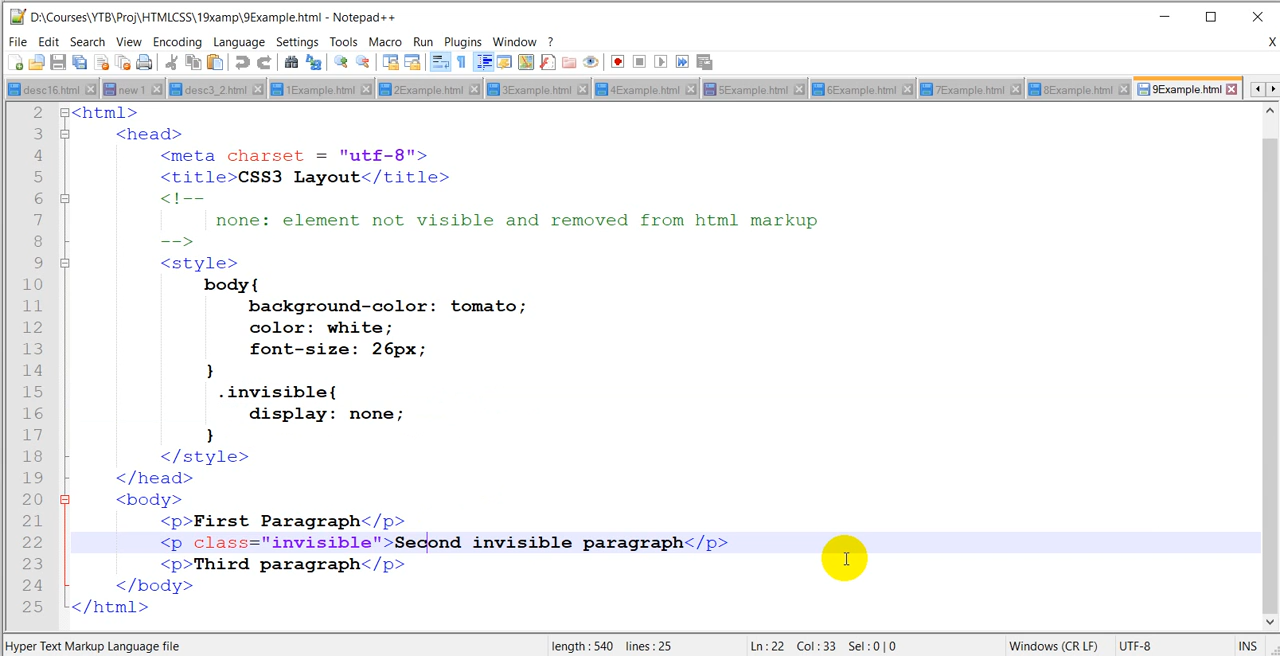 D:\Courses\YTB\Proj\HTMLCSS\19xamp\9Example.html - Notepad++
File Edit Search View Encoding Language Settings Tools Macro Run Plugins Window ? X
desc16.html new 1 desc3_2.html 1Example.html 2Example.html 3Example.html 4Example.html 5Example.html 6Example.html 7Example.html 8Example.html 9Example.html
2 <html>
3 <head>
4 <meta charset = "utf-8">
5 <title>CSS3 Layout</title>
6 <!--
7 none: element not visible and removed from html markup
8 -->
9 <style>
10 body{
11 background-color: tomato;
12 color: white;
13 font-size: 26px;
14 }
15 .invisible{
16 display: none;
17 }
18 </style>
19 </head>
20 <body>
21 <p>First Paragraph</p>
22 <p class="invisible">Second invisible paragraph</p>
23 <p>Third paragraph</p>
24 </body>
25 </html>
Hyper Text Markup Language file length : 540 lines : 25 Ln : 22 Col : 33 Sel : 0 | 0 Windows (CR LF) UTF-8 INS